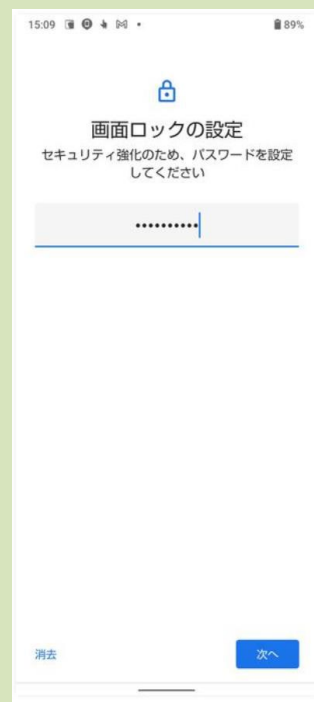 15:09 89%
画面ロックの設定
セキュリティ強化のため、パスワードを設定
してください
••••••••••
消去 次へ